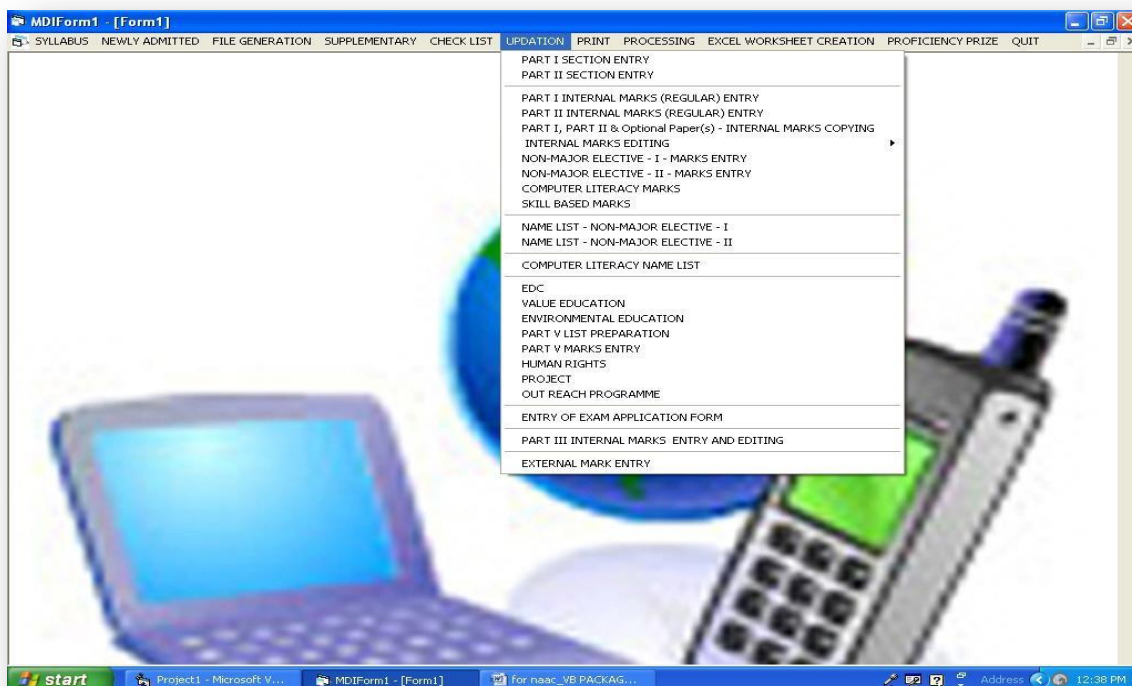 MDIForm1 - [Form1]
SYLLABUS NEWLY ADMITTED FILE GENERATION SUPPLEMENTARY CHECK LIST UPDATION PRINT PROCESSING EXCEL WORKSHEET CREATION PROFICIENCY PRIZE QUIT
PART I SECTION ENTRY
PART II SECTION ENTRY
PART I INTERNAL MARKS (REGULAR) ENTRY
PART II INTERNAL MARKS (REGULAR) ENTRY
PART I, PART II & Optional Paper(s) - INTERNAL MARKS COPYING
INTERNAL MARKS EDITING
NON-MAJOR ELECTIVE - I - MARKS ENTRY
NON-MAJOR ELECTIVE - II - MARKS ENTRY
COMPUTER LITERACY MARKS
SKILL BASED MARKS
NAME LIST - NON-MAJOR ELECTIVE - I
NAME LIST - NON-MAJOR ELECTIVE - II
COMPUTER LITERACY NAME LIST
EDC
VALUE EDUCATION
ENVIRONMENTAL EDUCATION
PART V LIST PREPARATION
PART V MARKS ENTRY
HUMAN RIGHTS
PROJECT
OUT REACH PROGRAMME
ENTRY OF EXAM APPLICATION FORM
PART III INTERNAL MARKS ENTRY AND EDITING
EXTERNAL MARK ENTRY
start Project1 - Microsoft V... MDIForm1 - [Form1] for naac_VB PACKAG... Address 12:38 PM